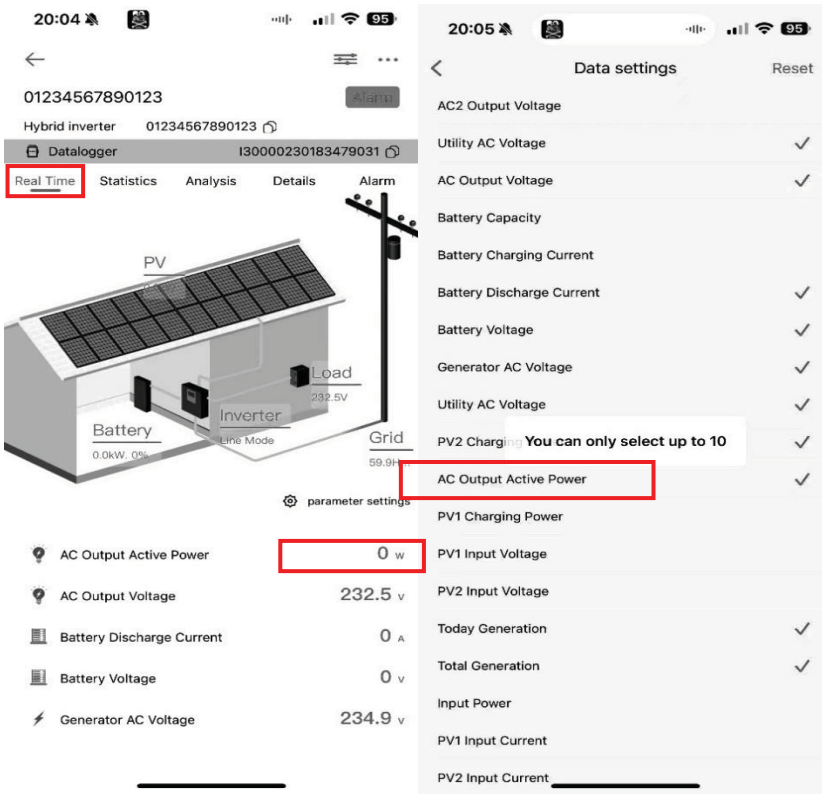 20:04
95
01234567890123
Alarm
Hybrid inverter 01234567890123
Datalogger I30000230183479031
Real Time Statistics Analysis Details Alarm
PV
Load
232.5V
Inverter
Line Mode
Battery
0.0kW. 0%
Grid
parameter settings
AC Output Active Power 0 W
AC Output Voltage 232.5 V
Battery Discharge Current 0 A
Battery Voltage 0 V
Generator AC Voltage 234.9 V
20:05
95
Data settings Reset
AC2 Output Voltage
Utility AC Voltage
AC Output Voltage
Battery Capacity
Battery Charging Current
Battery Discharge Current
Battery Voltage
Generator AC Voltage
Utility AC Voltage
PV2 Charging
You can only select up to 10
AC Output Active Power
PV1 Charging Power
PV1 Input Voltage
PV2 Input Voltage
Today Generation
Total Generation
Input Power
PV1 Input Current
PV2 Input Current